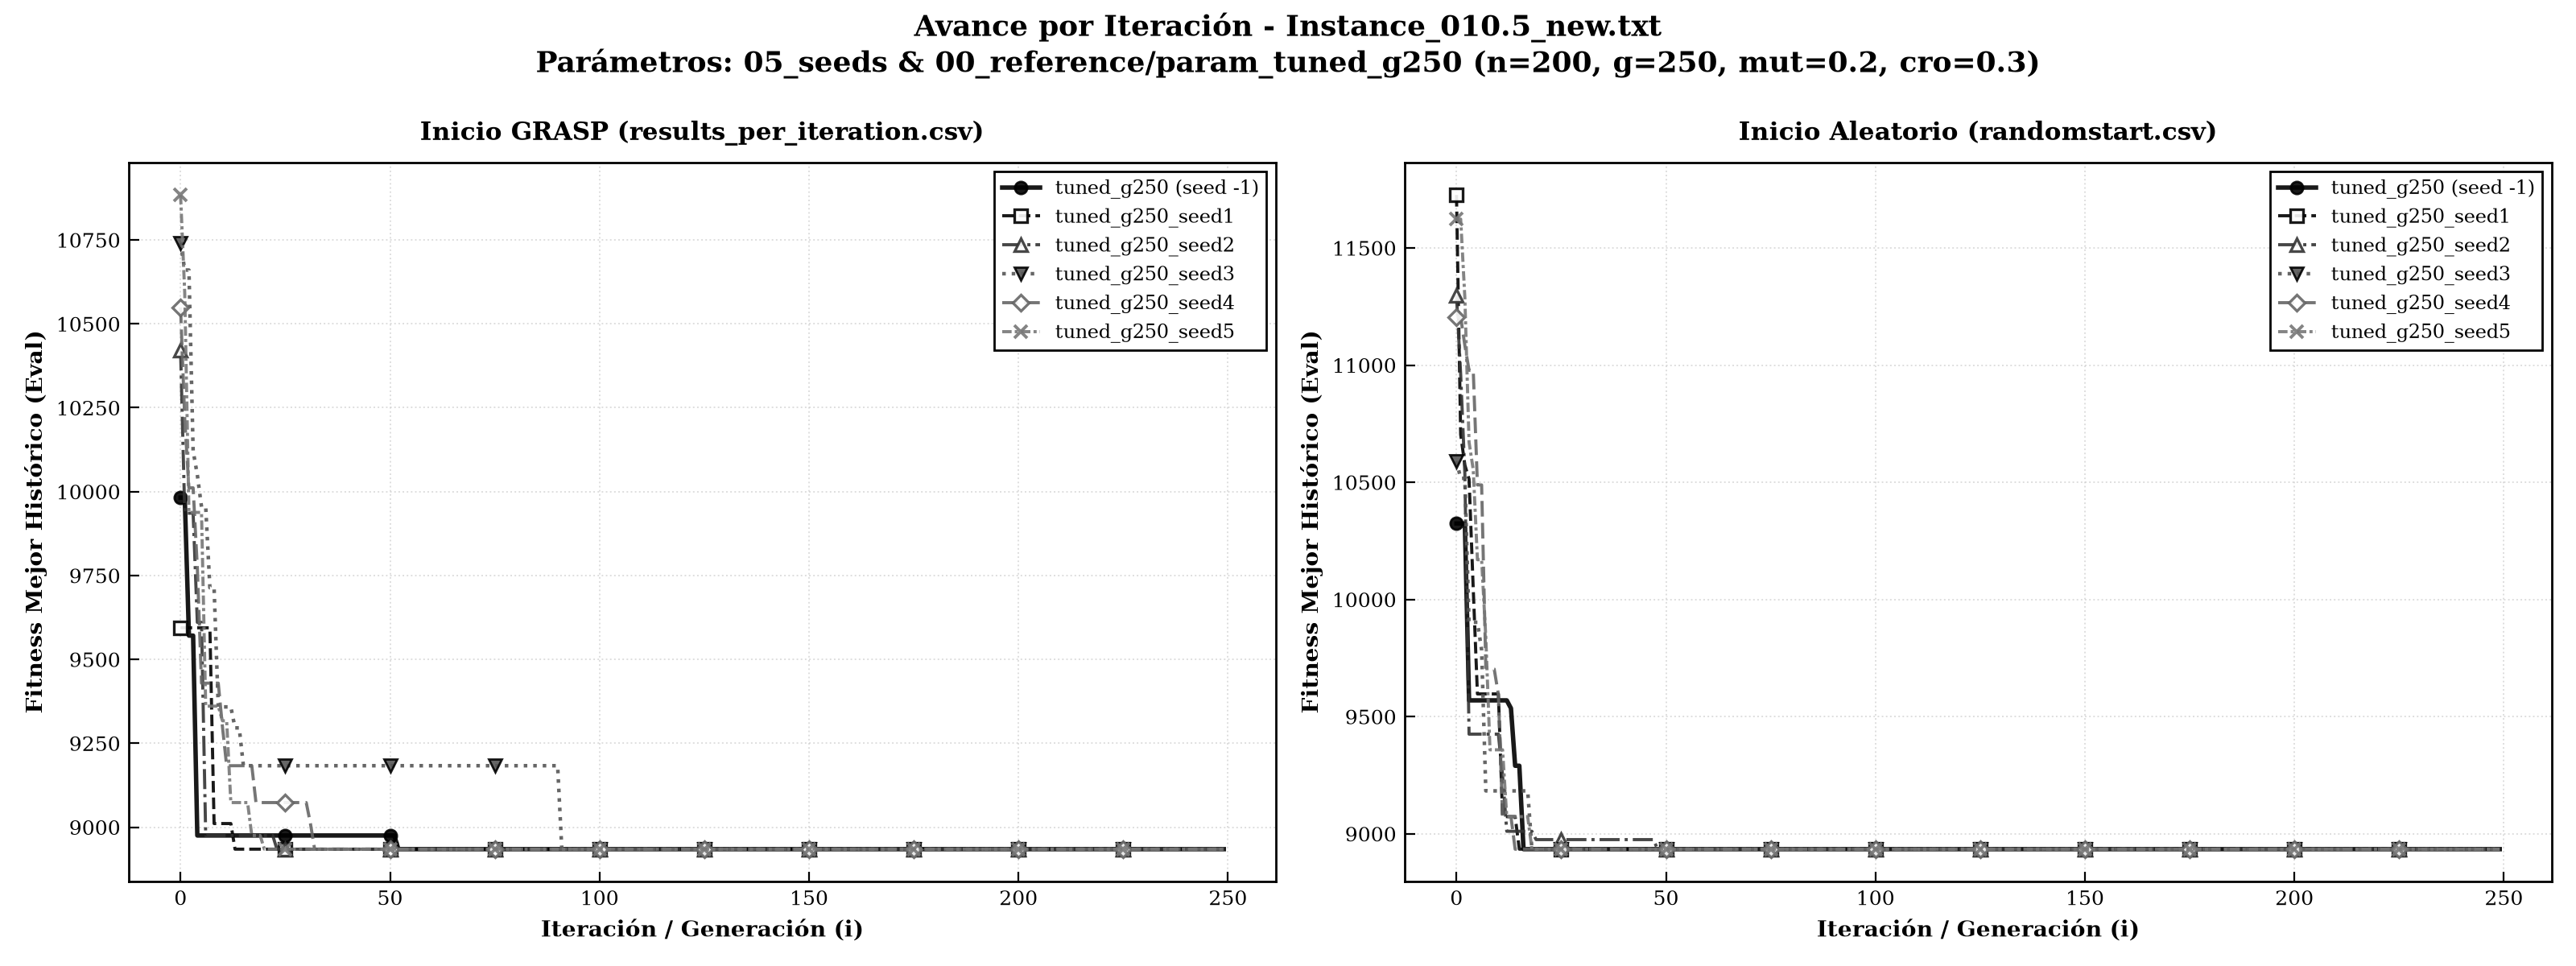 Avance por Iteración - Instance_010.5_new.txt
Parámetros: 05_seeds & 00_reference/param_tuned_g250 (n=200, g=250, mut=0.2, cro=0.3)
Inicio GRASP (results_per_iteration.csv)
Fitness Mejor Histórico (Eval)
10750
10500
10250
10000
9750
9500
9250
9000
tuned_g250 (seed -1)
tuned_g250_seed1
tuned_g250_seed2
tuned_g250_seed3
tuned_g250_seed4
tuned_g250_seed5
0 50 100 150 200 250
Iteración / Generación (i)
Inicio Aleatorio (randomstart.csv)
Fitness Mejor Histórico (Eval)
11500
11000
10500
10000
9500
9000
tuned_g250 (seed -1)
tuned_g250_seed1
tuned_g250_seed2
tuned_g250_seed3
tuned_g250_seed4
tuned_g250_seed5
0 50 100 150 200 250
Iteración / Generación (i)